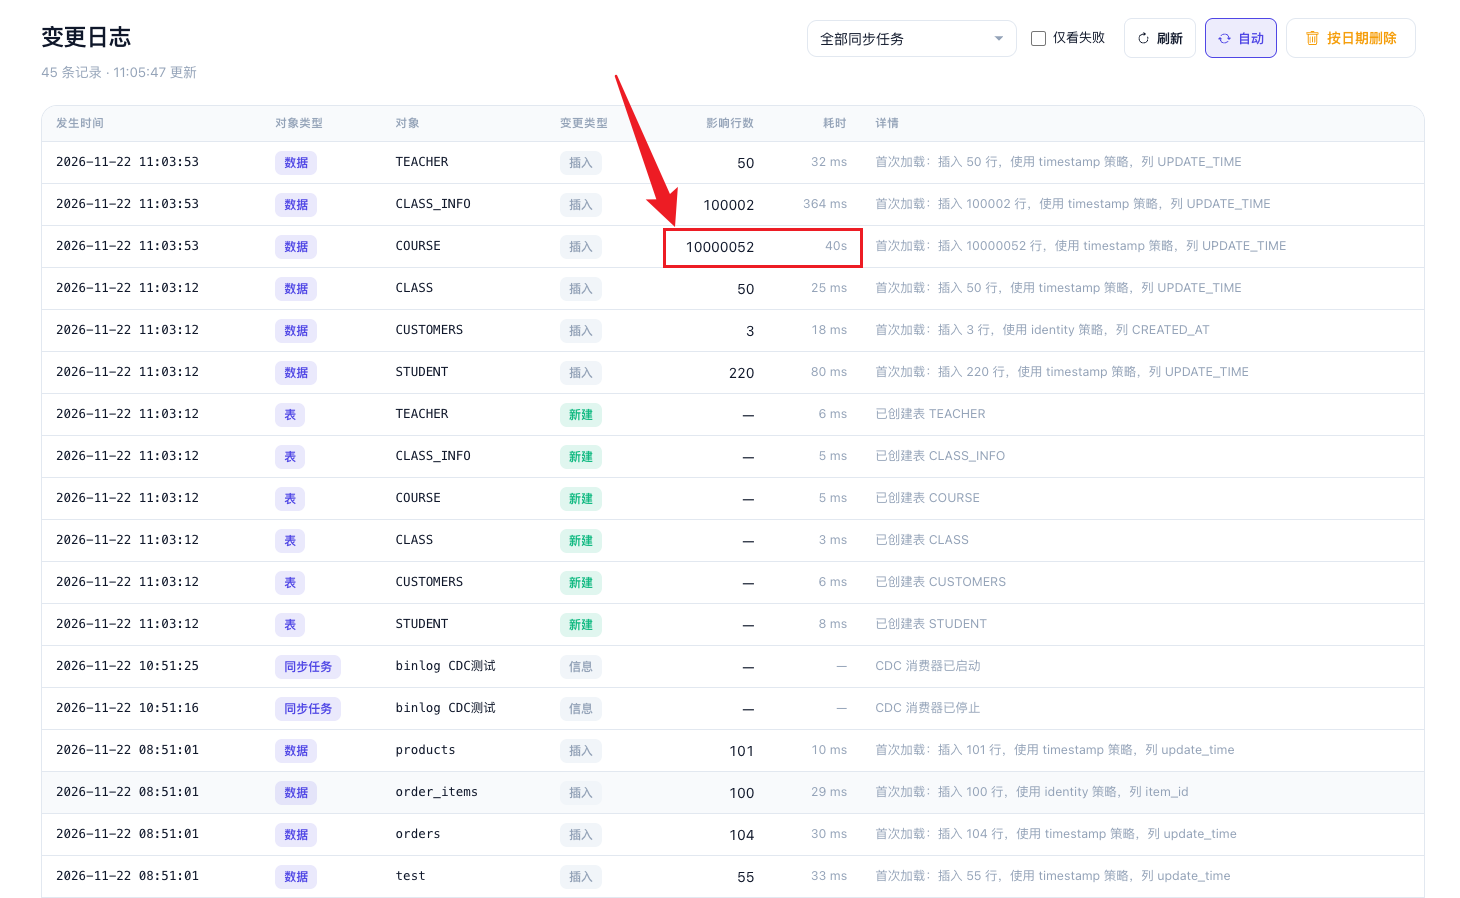 变更日志
45 条记录 · 11:05:47 更新
全部同步任务 仅看失败 刷新 自动 按日期删除
发生时间 对象类型 对象 变更类型 影响行数 耗时 详情
2026-11-22 11:03:53 数据 TEACHER 插入 50 32 ms 首次加载：插入 50 行，使用 timestamp 策略，列 UPDATE_TIME
2026-11-22 11:03:53 数据 CLASS_INFO 插入 100002 364 ms 首次加载：插入 100002 行，使用 timestamp 策略，列 UPDATE_TIME
2026-11-22 11:03:53 数据 COURSE 插入 10000052 40s 首次加载：插入 10000052 行，使用 timestamp 策略，列 UPDATE_TIME
2026-11-22 11:03:12 数据 CLASS 插入 50 25 ms 首次加载：插入 50 行，使用 timestamp 策略，列 UPDATE_TIME
2026-11-22 11:03:12 数据 CUSTOMERS 插入 3 18 ms 首次加载：插入 3 行，使用 identity 策略，列 CREATED_AT
2026-11-22 11:03:12 数据 STUDENT 插入 220 80 ms 首次加载：插入 220 行，使用 timestamp 策略，列 UPDATE_TIME
2026-11-22 11:03:12 表 TEACHER 新建 — 6 ms 已创建表 TEACHER
2026-11-22 11:03:12 表 CLASS_INFO 新建 — 5 ms 已创建表 CLASS_INFO
2026-11-22 11:03:12 表 COURSE 新建 — 5 ms 已创建表 COURSE
2026-11-22 11:03:12 表 CLASS 新建 — 3 ms 已创建表 CLASS
2026-11-22 11:03:12 表 CUSTOMERS 新建 — 6 ms 已创建表 CUSTOMERS
2026-11-22 11:03:12 表 STUDENT 新建 — 8 ms 已创建表 STUDENT
2026-11-22 10:51:25 同步任务 binlog CDC测试 信息 — — CDC 消费器已启动
2026-11-22 10:51:16 同步任务 binlog CDC测试 信息 — — CDC 消费器已停止
2026-11-22 08:51:01 数据 products 插入 101 10 ms 首次加载：插入 101 行，使用 timestamp 策略，列 update_time
2026-11-22 08:51:01 数据 order_items 插入 100 29 ms 首次加载：插入 100 行，使用 identity 策略，列 item_id
2026-11-22 08:51:01 数据 orders 插入 104 30 ms 首次加载：插入 104 行，使用 timestamp 策略，列 update_time
2026-11-22 08:51:01 数据 test 插入 55 33 ms 首次加载：插入 55 行，使用 timestamp 策略，列 update_time